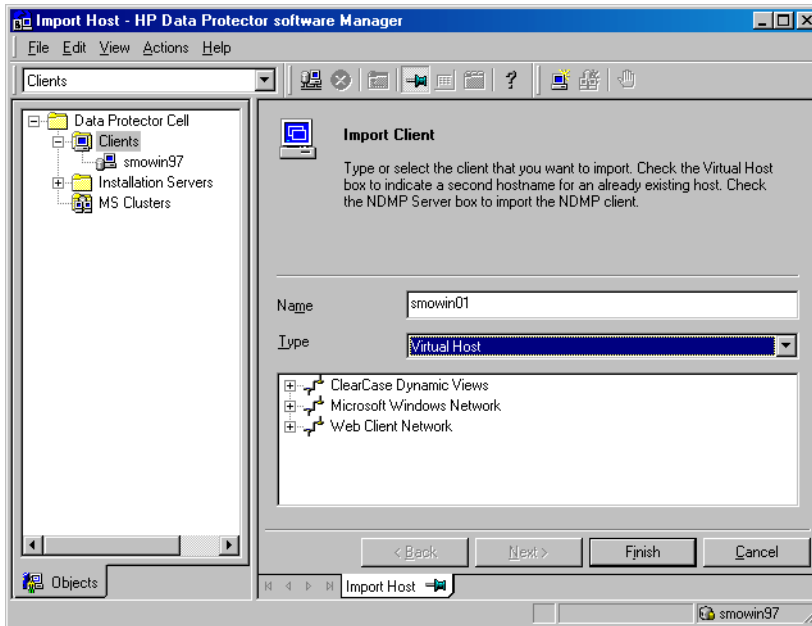 Import Host - HP Data Protector software Manager
File Edit View Actions Help
Clients
Data Protector Cell
Clients
smowin97
Installation Servers
MS Clusters
Objects
Import Client
Type or select the client that you want to import. Check the Virtual Host
box to indicate a second hostname for an already existing host. Check
the NDMP Server box to import the NDMP client.
Name smowin01
Type Virtual Host
ClearCase Dynamic Views
Microsoft Windows Network
Web Client Network
< Back Next > Finish Cancel
Import Host
smowin97